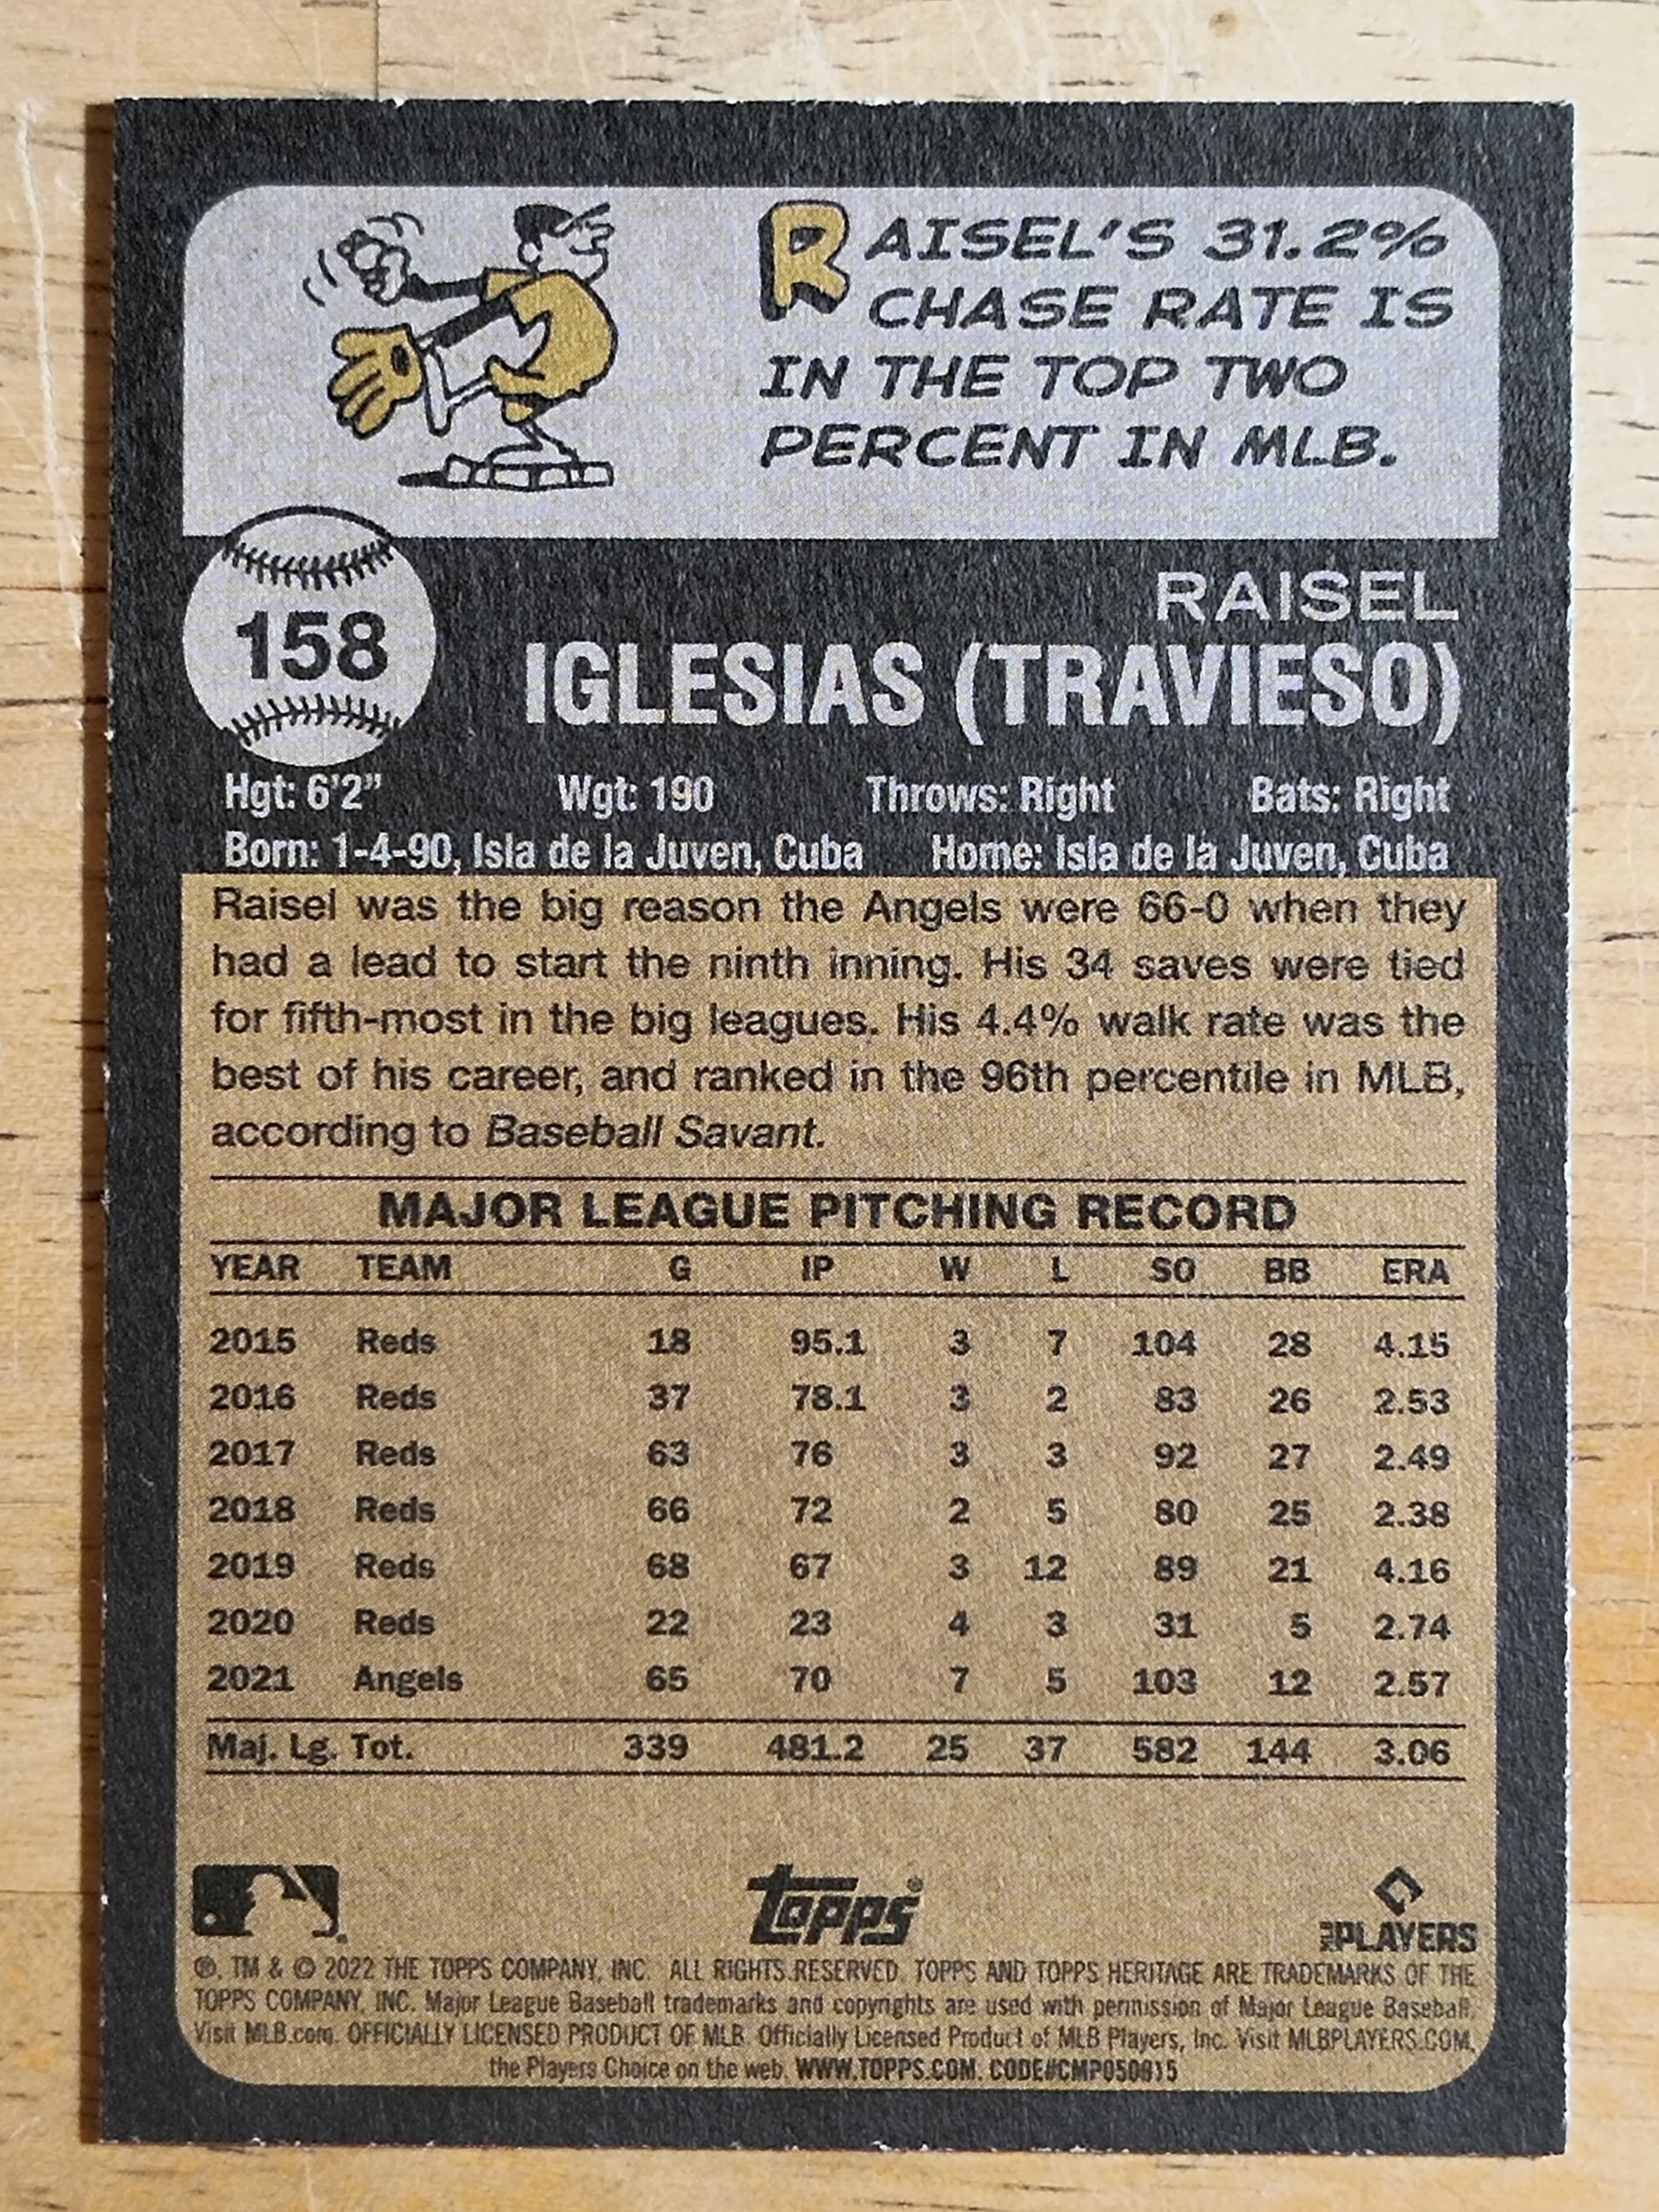 RAISEL'S 31.2%
CHASE RATE IS
IN THE TOP TWO
PERCENT IN MLB.
158
RAISEL
IGLESIAS (TRAVIESO)
Hgt: 6'2" Wgt: 190 Throws: Right Bats: Right
Born: 1-4-90, Isla de la Juven, Cuba Home: Isla de la Juven, Cuba
Raisel was the big reason the Angels were 66-0 when they
had a lead to start the ninth inning. His 34 saves were tied
for fifth-most in the big leagues. His 4.4% walk rate was the
best of his career, and ranked in the 96th percentile in MLB,
according to Baseball Savant.
MAJOR LEAGUE PITCHING RECORD
YEAR TEAM G IP W L SO BB ERA
2015 Reds 18 95.1 3 7 104 28 4.15
2016 Reds 37 78.1 3 2 83 26 2.53
2017 Reds 63 76 3 3 92 27 2.49
2018 Reds 66 72 2 5 80 25 2.38
2019 Reds 68 67 3 12 89 21 4.16
2020 Reds 22 23 4 3 31 5 2.74
2021 Angels 65 70 7 5 103 12 2.57
Maj. Lg. Tot. 339 481.2 25 37 582 144 3.06
topps®
MLB PLAYERS
®, TM & © 2022 THE TOPPS COMPANY, INC. ALL RIGHTS RESERVED. TOPPS AND TOPPS HERITAGE ARE TRADEMARKS OF THE
TOPPS COMPANY, INC. Major League Baseball trademarks and copyrights are used with permission of Major League Baseball.
Visit MLB.com. OFFICIALLY LICENSED PRODUCT OF MLB Officially Licensed Product of MLB Players, Inc. Visit MLBPLAYERS.COM,
the Players Choice on the web. WWW.TOPPS.COM. CODE#CMP050815